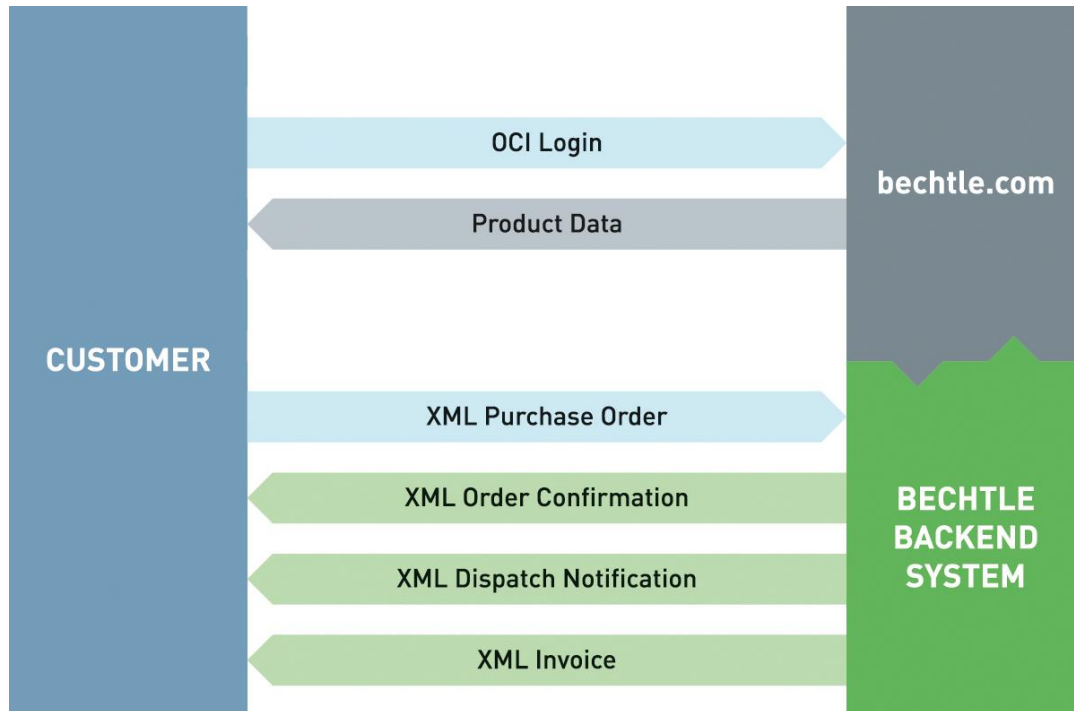 OCI Login
bechtle.com
Product Data
CUSTOMER
XML Purchase Order
XML Order Confirmation
BECHTLE
BACKEND
SYSTEM
XML Dispatch Notification
XML Invoice